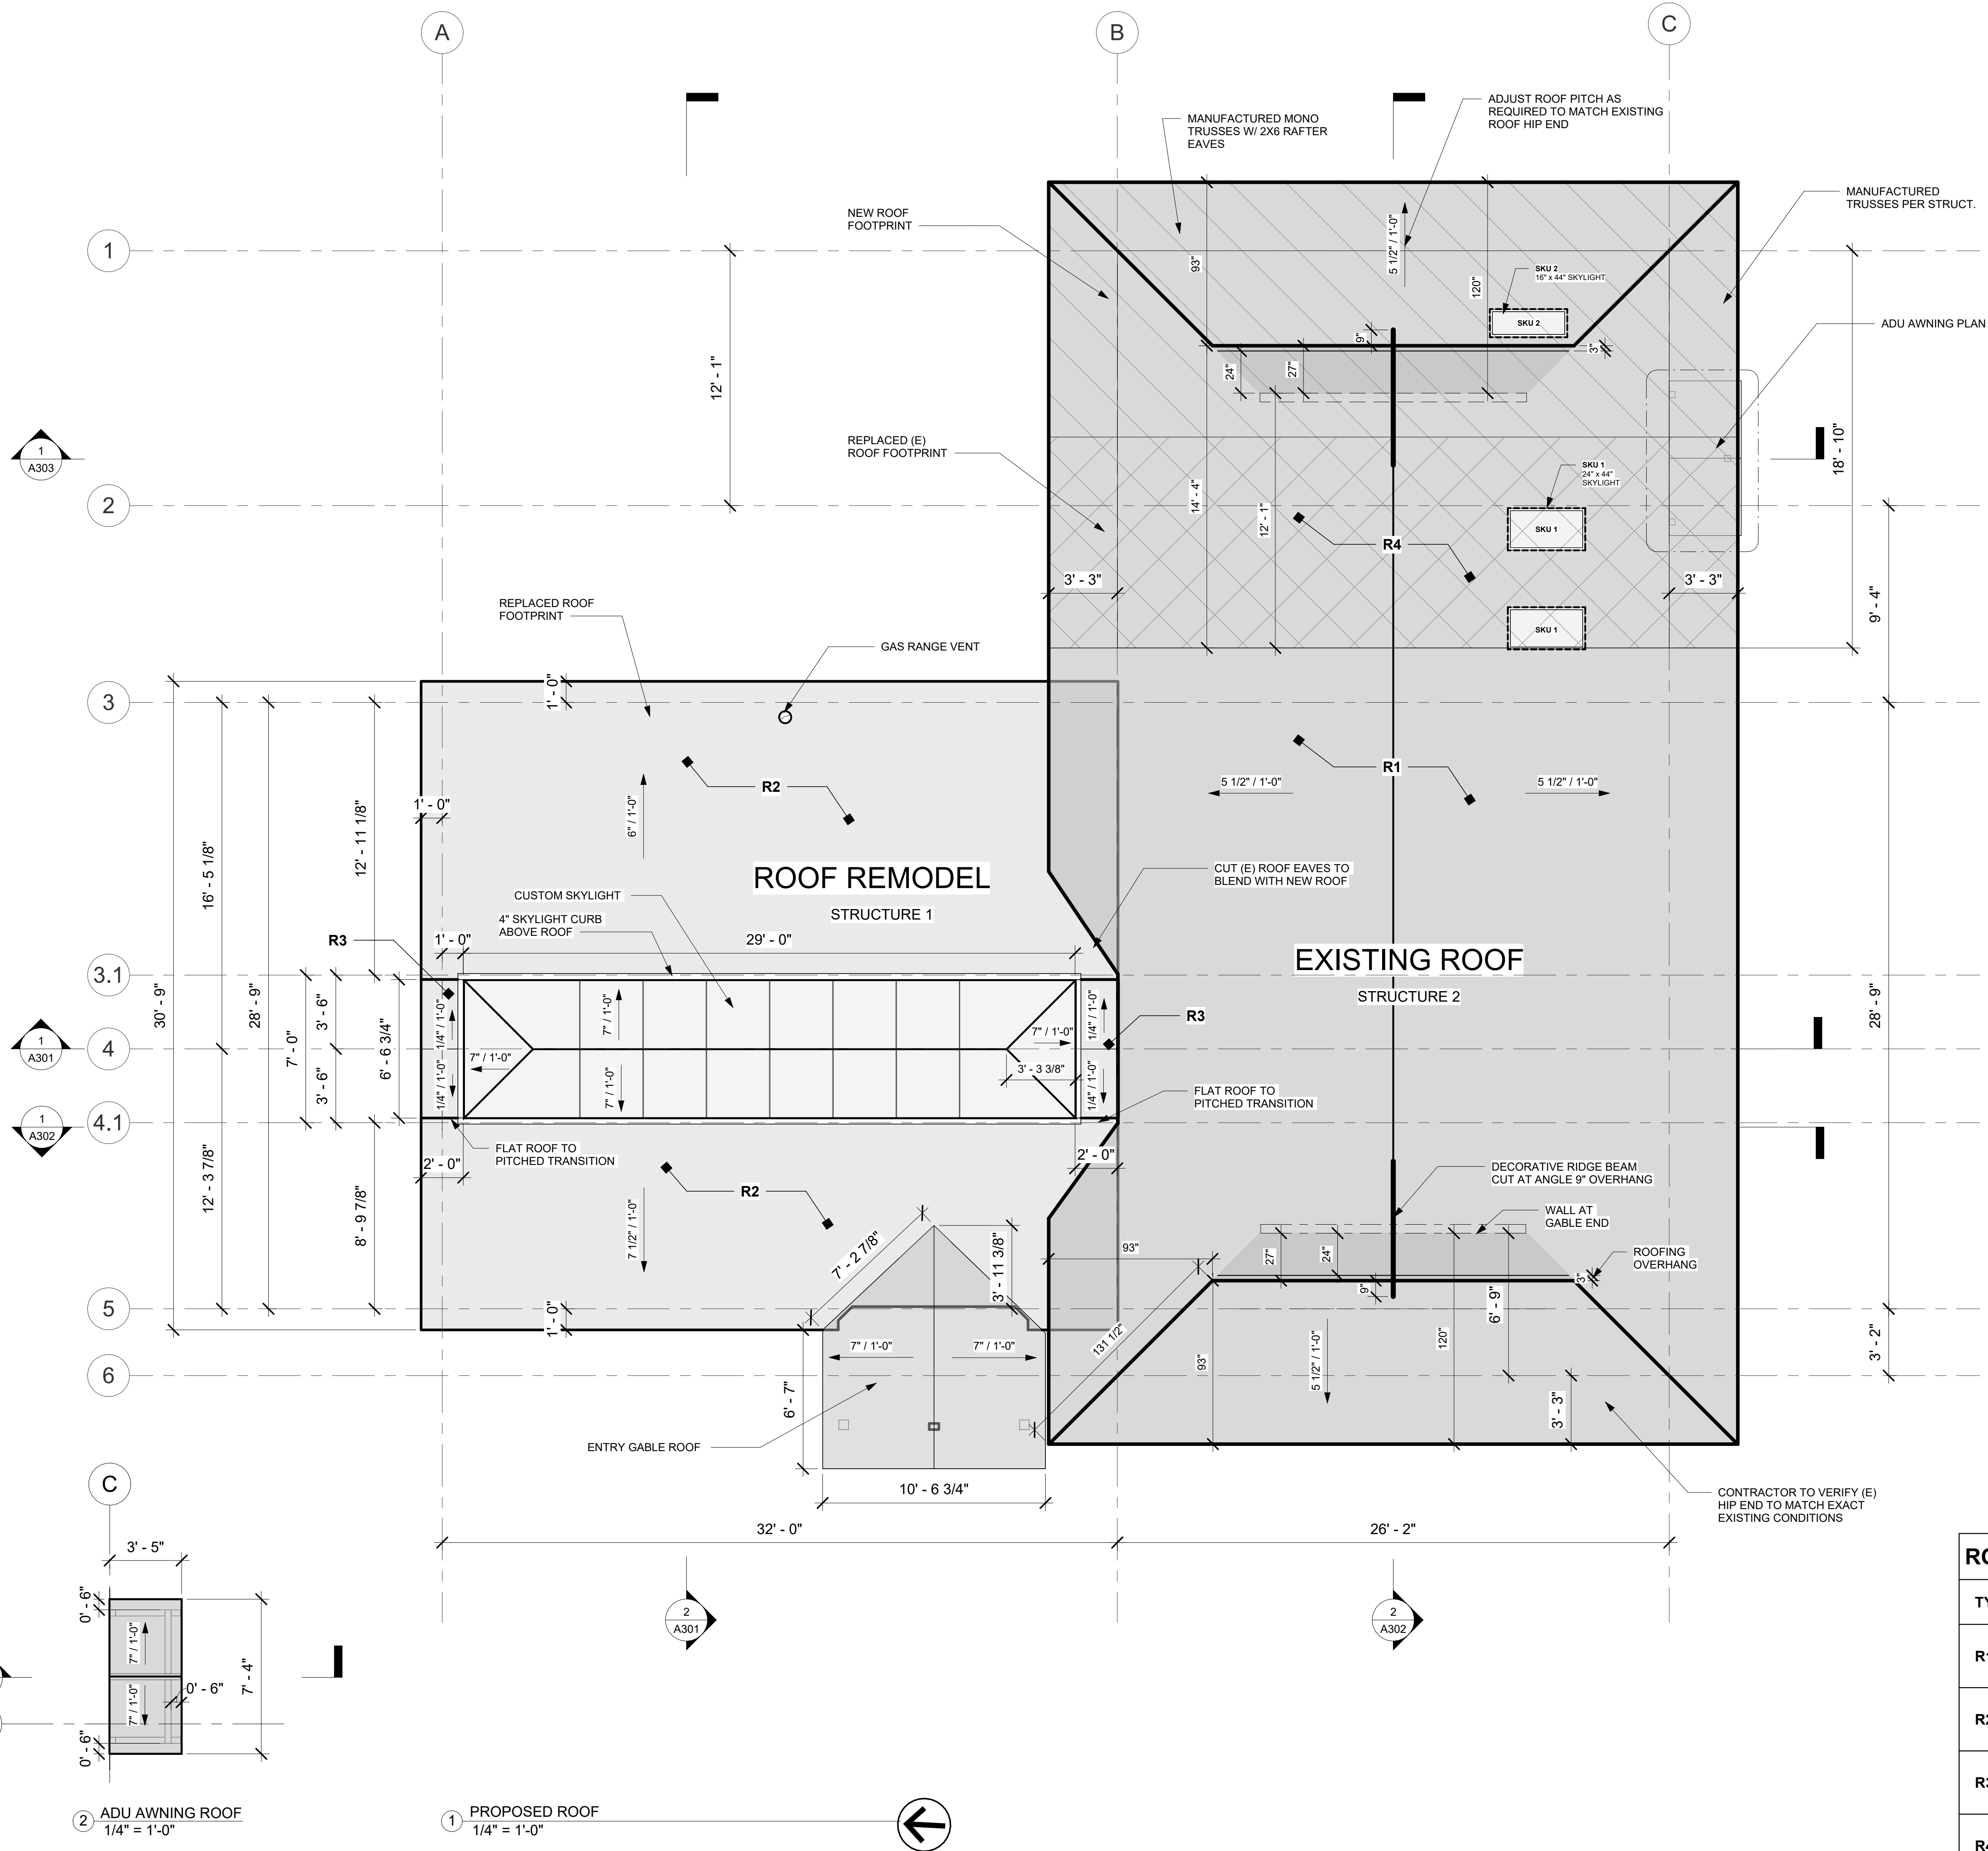 A
B
C
ADJUST ROOF PITCH AS
REQUIRED TO MATCH EXISTING
ROOF HIP END
MANUFACTURED MONO
TRUSSES W/ 2X6 RAFTER
EAVES
MANUFACTURED
TRUSSES PER STRUCT.
NEW ROOF
FOOTPRINT
1
12' - 1"
93"
5 1/2" / 1'-0"
120"
SKU 2
16" x 44" SKYLIGHT
SKU 2
ADU AWNING PLAN
9"
3"
24"
27"
REPLACED (E)
ROOF FOOTPRINT
1
A303
18' - 10"
SKU 1
24" x 44"
SKYLIGHT
2
14' - 4"
12' - 1"
SKU 1
R4
3' - 3"
3' - 3"
9' - 4"
SKU 1
REPLACED ROOF
FOOTPRINT
GAS RANGE VENT
3
1'- 0"
R2
R1
5 1/2" / 1'-0"
5 1/2" / 1'-0"
1' - 0"
6" / 1'-0"
12' - 11 1/8"
16' - 5 1/8"
ROOF REMODEL
STRUCTURE 1
CUT (E) ROOF EAVES TO
BLEND WITH NEW ROOF
CUSTOM SKYLIGHT
4" SKYLIGHT CURB
ABOVE ROOF
R3
1' - 0"
29' - 0"
EXISTING ROOF
STRUCTURE 2
3.1
30' - 9"
28' - 9"
7' - 0"
3' - 6"
3' - 6"
6' - 6 3/4"
1/4" / 1'-0"
1/4" / 1'-0"
7" / 1'-0"
7" / 1'-0"
7" / 1'-0"
7" / 1'-0"
3' - 3 3/8"
1/4" / 1'-0"
1/4" / 1'-0"
R3
28' - 9"
1
A301
4
1
A302
4.1
FLAT ROOF TO
PITCHED TRANSITION
FLAT ROOF TO
PITCHED TRANSITION
2' - 0"
2' - 0"
12' - 3 7/8"
8' - 9 7/8"
R2
7 1/2" / 1'-0"
7' - 2 7/8"
3' - 11 3/8"
DECORATIVE RIDGE BEAM
CUT AT ANGLE 9" OVERHANG
WALL AT
GABLE END
ROOFING
OVERHANG
93"
27"
24"
3"
9"
6' - 9"
5
1'- 0"
7" / 1'-0"
7" / 1'-0"
131 1/2"
93"
5 1/2" / 1'-0"
120"
3' - 2"
6
6' - 7"
3' - 3"
ENTRY GABLE ROOF
10' - 6 3/4"
CONTRACTOR TO VERIFY (E)
HIP END TO MATCH EXACT
EXISTING CONDITIONS
32' - 0"
26' - 2"
C
3' - 5"
0' - 6"
7" / 1'-0"
7" / 1'-0"
0' - 6"
0' - 6"
7' - 4"
2
A301
2
A302
TY
R1
R2
R3
R4
2 ADU AWNING ROOF
1/4" = 1'-0"
1 PROPOSED ROOF
1/4" = 1'-0"